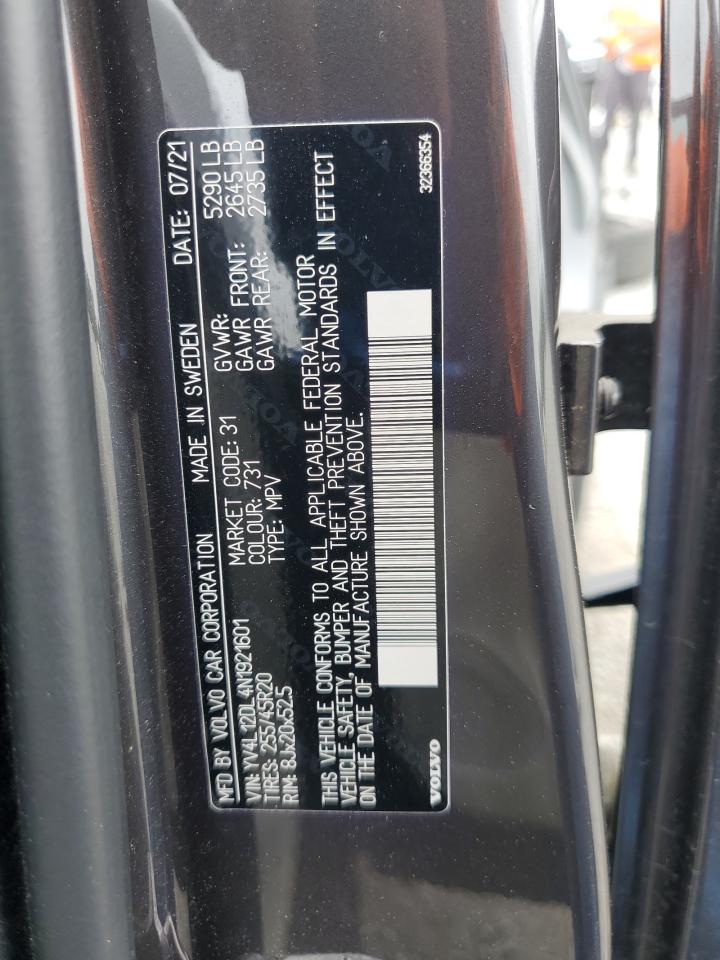 MFD BY VOLVO CAR CORPORATION MADE IN SWEDEN DATE: 07/21
VIN: YV4L12DL4N1921601
TIRES: 255/45R20
RIM: 8Jx20x52.5
MARKET CODE: 31
COLOUR: 731
TYPE: MPV
GVWR: 5290 LB
GAWR FRONT: 2645 LB
GAWR REAR: 2735 LB
THIS VEHICLE CONFORMS TO ALL APPLICABLE FEDERAL MOTOR
VEHICLE SAFETY, BUMPER AND THEFT PREVENTION STANDARDS IN EFFECT
ON THE DATE OF MANUFACTURE SHOWN ABOVE.
VOLVO
32366354